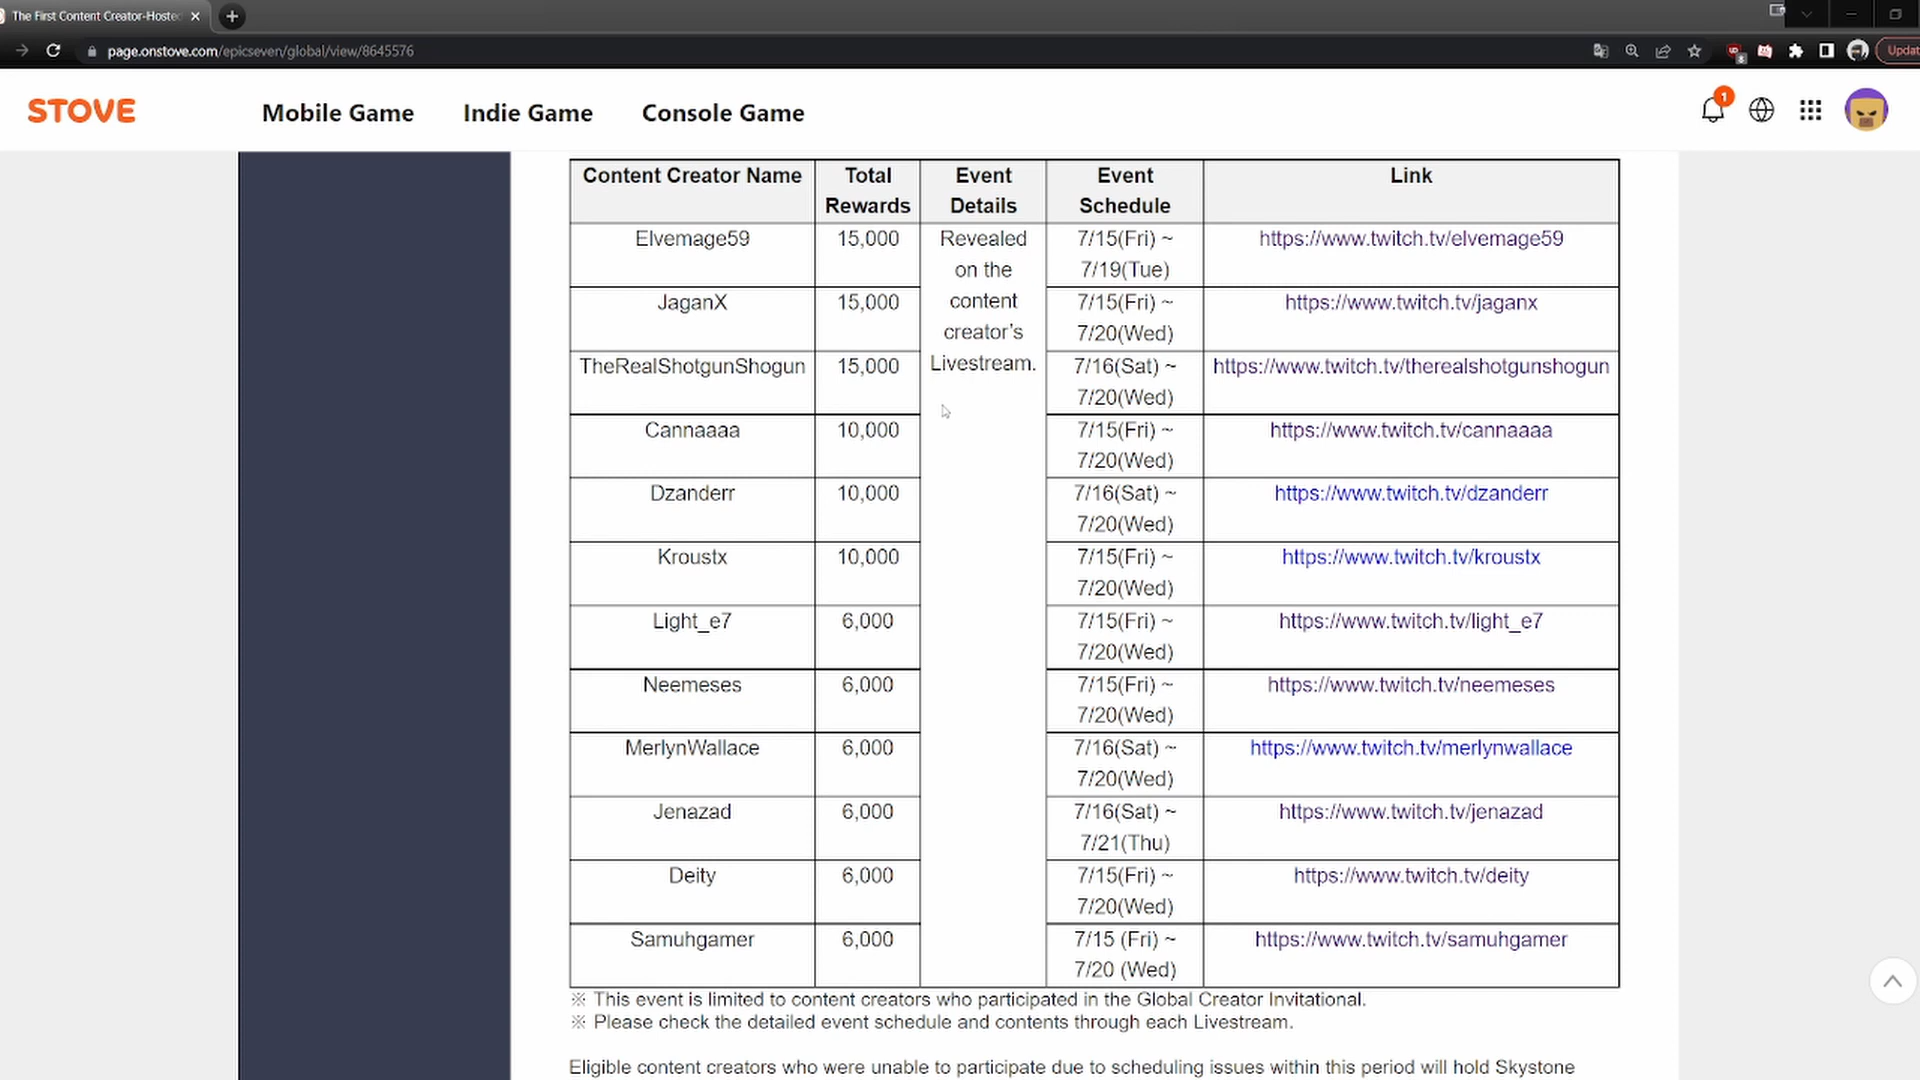 The First Content Creator-Hoste
page.onstove.com/epicseven/global/view/8645576
8
Updat
STOVE
Mobile Game
Indie Game
Console Game
1
Content Creator Name
Total
Rewards
Event
Details
Event
Schedule
Link
Elvemage59
15,000
Revealed
on the
content
creator's
Livestream.
7/15(Fri) ~
7/19(Tue)
https://www.twitch.tv/elvemage59
JaganX
15,000
7/15(Fri) ~
7/20(Wed)
https://www.twitch.tv/jaganx
TheRealShotgunShogun
15,000
7/16(Sat) ~
7/20(Wed)
https://www.twitch.tv/therealshotgunshogun
Cannaaaa
10,000
7/15(Fri) ~
7/20(Wed)
https://www.twitch.tv/cannaaaa
Dzanderr
10,000
7/16(Sat) ~
7/20(Wed)
https://www.twitch.tv/dzanderr
Kroustx
10,000
7/15(Fri) ~
7/20(Wed)
https://www.twitch.tv/kroustx
Light_e7
6,000
7/15(Fri) ~
7/20(Wed)
https://www.twitch.tv/light_e7
Neemeses
6,000
7/15(Fri) ~
7/20(Wed)
https://www.twitch.tv/neemeses
MerlynWallace
6,000
7/16(Sat) ~
7/20(Wed)
https://www.twitch.tv/merlynwallace
Jenazad
6,000
7/16(Sat) ~
7/21(Thu)
https://www.twitch.tv/jenazad
Deity
6,000
7/15(Fri) ~
7/20(Wed)
https://www.twitch.tv/deity
Samuhgamer
6,000
7/15 (Fri) ~
7/20 (Wed)
https://www.twitch.tv/samuhgamer
※ This event is limited to content creators who participated in the Global Creator Invitational.
※ Please check the detailed event schedule and contents through each Livestream.
Eligible content creators who were unable to participate due to scheduling issues within this period will hold Skystone